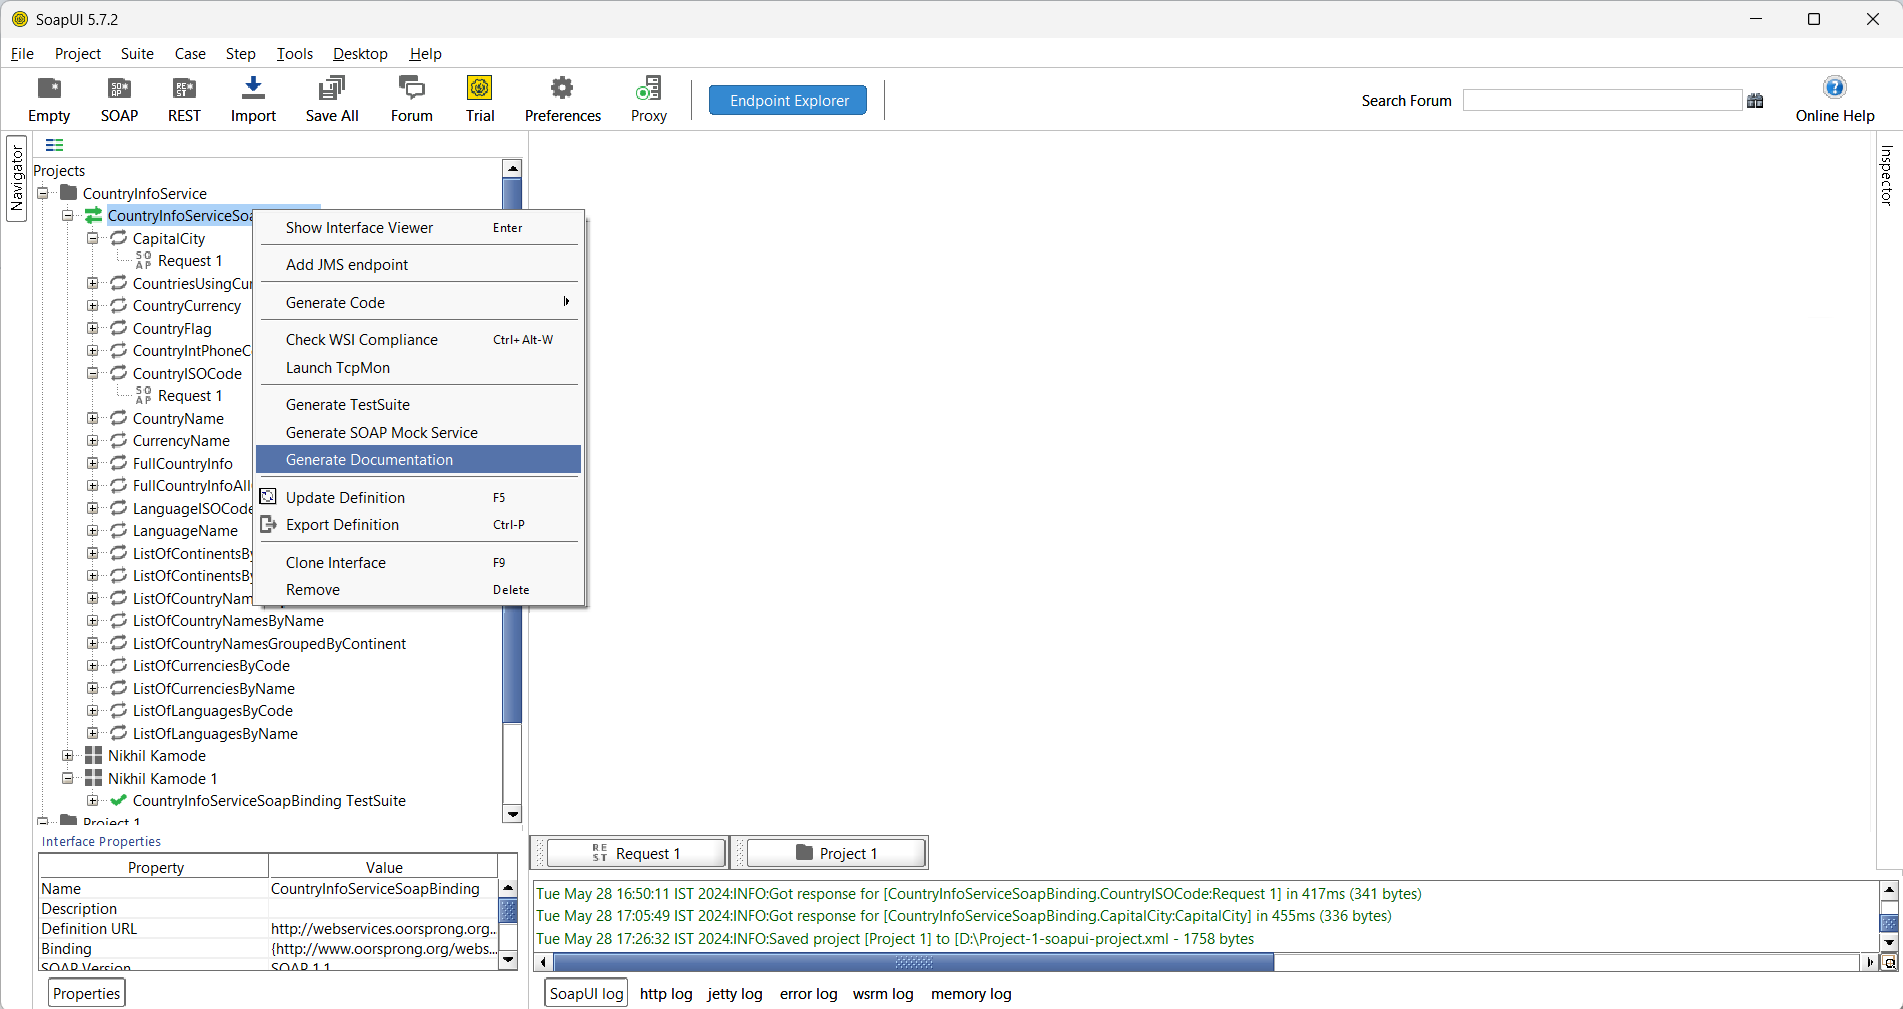 SoapUI 5.7.2
File Project Suite Case Step Tools Desktop Help
Empty SOAP REST Import Save All Forum Trial Preferences Proxy Endpoint Explorer Search Forum Online Help
Navigator
Inspector
Projects
CountryInfoService
CountryInfoServiceSoa
CapitalCity
Request 1
CountriesUsingCur
CountryCurrency
CountryFlag
CountryIntPhoneC
CountryISOCode
Request 1
CountryName
CurrencyName
FullCountryInfo
FullCountryInfoAll
LanguageISOCode
LanguageName
ListOfContinentsBy
ListOfContinentsBy
ListOfCountryNam
ListOfCountryNamesByName
ListOfCountryNamesGroupedByContinent
ListOfCurrenciesByCode
ListOfCurrenciesByName
ListOfLanguagesByCode
ListOfLanguagesByName
Nikhil Kamode
Nikhil Kamode 1
CountryInfoServiceSoapBinding TestSuite
Project 1
Show Interface Viewer Enter
Add JMS endpoint
Generate Code
Check WSI Compliance Ctrl+Alt-W
Launch TcpMon
Generate TestSuite
Generate SOAP Mock Service
Generate Documentation
Update Definition F5
Export Definition Ctrl-P
Clone Interface F9
Remove Delete
Interface Properties
Property Value
Name CountryInfoServiceSoapBinding
Description
Definition URL http://webservices.oorsprong.org...
Binding {http://www.oorsprong.org/webs...
SOAP Version SOAP 1.1
Properties
REST Request 1 Project 1
Tue May 28 16:50:11 IST 2024:INFO:Got response for [CountryInfoServiceSoapBinding.CountryISOCode:Request 1] in 417ms (341 bytes)
Tue May 28 17:05:49 IST 2024:INFO:Got response for [CountryInfoServiceSoapBinding.CapitalCity:CapitalCity] in 455ms (336 bytes)
Tue May 28 17:26:32 IST 2024:INFO:Saved project [Project 1] to [D:\Project-1-soapui-project.xml - 1758 bytes
SoapUI log http log jetty log error log wsrm log memory log